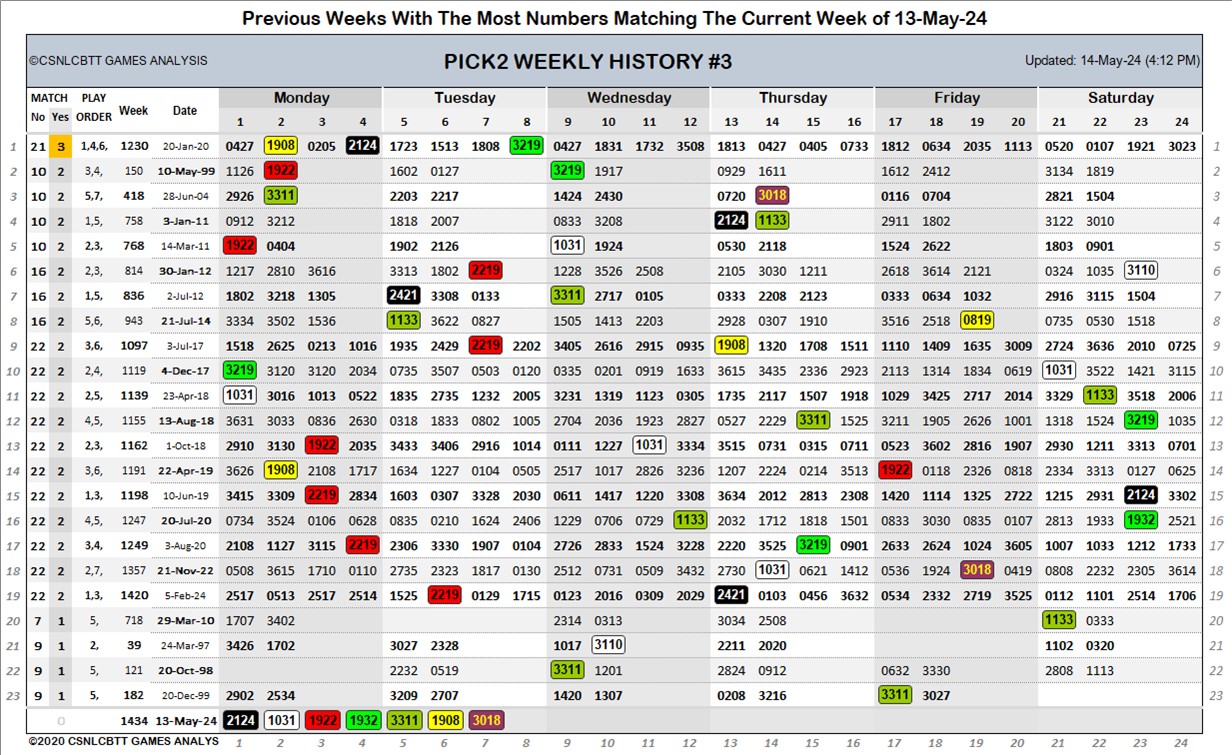 Previous Weeks With The Most Numbers Matching The Current Week of 13-May-24
©CSNLCBTT GAMES ANALYSIS PICK2 WEEKLY HISTORY #3 Updated: 14-May-24 (4:12 PM)
MATCH PLAY Week Date Monday Tuesday Wednesday Thursday Friday Saturday
No Yes ORDER 1 2 3 4 5 6 7 8 9 10 11 12 13 14 15 16 17 18 19 20 21 22 23 24
1 21 3 1,4,6, 1230 20-Jan-20 0427 1908 0205 2124 1723 1513 1808 3219 0427 1831 1732 3508 1813 0427 0405 0733 1812 0634 2035 1113 0520 0107 1921 3023 1
2 10 2 3,4, 150 10-May-99 1126 1922 1602 0127 3219 1917 0929 1611 1612 2412 3134 1819 2
3 10 2 5,7, 418 28-Jun-04 2926 3311 2203 2217 1424 2430 0720 3018 0116 0704 2821 1504 3
4 10 2 1,5, 758 3-Jan-11 0912 3212 1818 2007 0833 3208 2124 1133 2911 1802 3122 3010 4
5 10 2 2,3, 768 14-Mar-11 1922 0404 1902 2126 1031 1924 0530 2118 1524 2622 1803 0901 5
6 16 2 2,3, 814 30-Jan-12 1217 2810 3616 3313 1802 2219 1228 3526 2508 2105 3030 1211 2618 3614 2121 0324 1035 3110 6
7 16 2 1,5, 836 2-Jul-12 1802 3218 1305 2421 3308 0133 3311 2717 0105 0333 2208 2123 0333 0634 1032 2916 3115 1504 7
8 16 2 5,6, 943 21-Jul-14 3334 3502 1536 1133 3622 0827 1505 1413 2203 2928 0307 1910 3516 2518 0819 0735 0530 1518 8
9 22 2 3,6, 1097 3-Jul-17 1518 2625 0213 1016 1935 2429 2219 2202 3405 2616 2915 0935 1908 1320 1708 1511 1110 1409 1635 3009 2724 3636 2010 0725 9
10 22 2 2,4, 1119 4-Dec-17 3219 3120 3120 2034 0735 3507 0503 0120 0335 0201 0919 1633 3615 3435 2336 2923 2113 1314 1834 0619 1031 3522 1421 3115 10
11 22 2 2,5, 1139 23-Apr-18 1031 3016 1013 0522 1835 2735 1232 2005 3231 1319 1123 0305 1735 2117 1507 1918 1029 3425 2717 2014 3329 1133 3518 2006 11
12 22 2 4,5, 1155 13-Aug-18 3631 3033 0836 2630 0318 1838 0802 1005 2704 2036 1923 2827 0527 2229 3311 1525 3211 1905 2626 1001 1318 1524 3219 1035 12
13 22 2 2,3, 1162 1-Oct-18 2910 3130 1922 2035 3433 3406 2916 1014 0111 1227 1031 3334 3515 0731 0315 0711 0523 3602 2816 1907 2930 1211 3313 0701 13
14 22 2 3,6, 1191 22-Apr-19 3626 1908 2108 1717 1634 1227 0104 0505 2517 1017 2826 3236 1207 2224 0214 3513 1922 0118 2326 0818 2334 3313 0127 0625 14
15 22 2 1,3, 1198 10-Jun-19 3415 3309 2219 2834 1603 0307 3328 2030 0611 1417 1220 3308 3634 2012 2813 2308 1420 1114 1325 2722 1215 2931 2124 3302 15
16 22 2 4,5, 1247 20-Jul-20 0734 3524 0106 0628 0835 0711 1624 2406 1229 0706 0729 1133 2032 1712 1818 1501 0833 3030 0835 0107 2813 1933 1932 2521 16
17 22 2 3,4, 1249 3-Aug-20 2108 1127 3115 2219 2306 3330 1907 0104 2726 2833 1524 3228 2220 3525 3219 0901 2633 2624 1024 3605 1007 1033 1212 1733 17
18 22 2 2,7, 1357 21-Nov-22 0508 3615 1710 0110 2735 2323 1817 0130 2512 0731 0509 3432 2730 1031 0621 1412 0536 1924 3018 0419 0808 2232 2305 3614 18
19 22 2 1,3, 1420 5-Feb-24 2517 0513 2517 2514 1525 2219 0129 1715 0123 2016 0309 2029 2421 0103 0456 3632 0534 2332 2719 3525 0112 1101 2514 1706 19
20 7 1 5, 718 29-Mar-10 1707 3402 2314 0313 3034 2508 1133 0333 20
21 9 1 2, 39 24-Mar-97 3426 1702 3027 2328 1017 3110 2211 2020 1102 0320 21
22 9 1 5, 121 20-Oct-98 2232 0519 3311 1201 2824 0912 0632 3330 2808 1113 22
23 9 1 5, 182 20-Dec-99 2902 2534 3209 2707 1420 1307 0208 3216 3311 3027 23
0 1434 13-May-24 2124 1031 1922 1932 3311 1908 3018
©2020 CSNLCBTT GAMES ANALYS 1 2 3 4 5 6 7 8 9 10 11 12 13 14 15 16 17 18 19 20 21 22 23 24